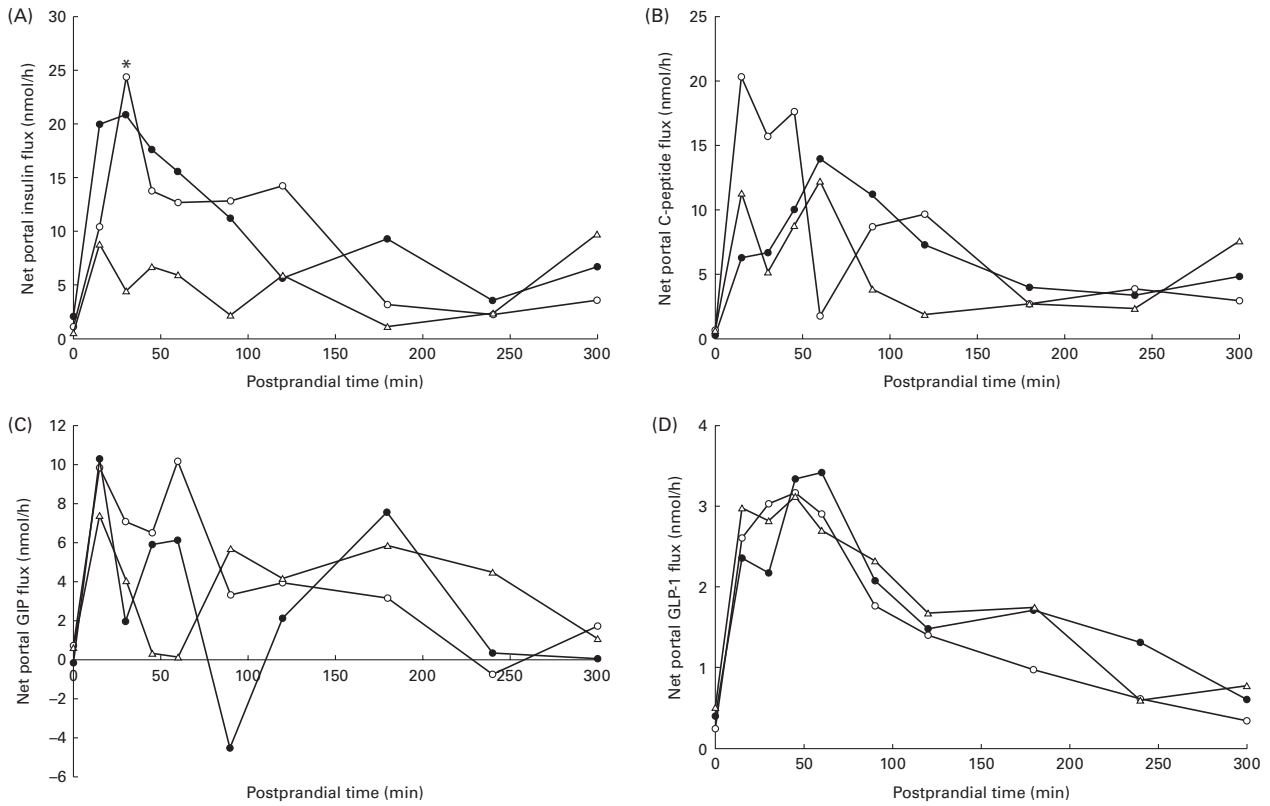 (A)
30
25
20
15
10
5
0
Net portal insulin flux (nmol/h)
*
0 50 100 150 200 250 300
Postprandial time (min)
(B)
25
20
15
10
5
0
Net portal C-peptide flux (nmol/h)
0 50 100 150 200 250 300
Postprandial time (min)
(C)
12
10
8
6
4
2
0
–2
–4
–6
Net portal GIP flux (nmol/h)
0 50 100 150 200 250 300
Postprandial time (min)
(D)
4
3
2
1
0
Net portal GLP-1 flux (nmol/h)
0 50 100 150 200 250 300
Postprandial time (min)